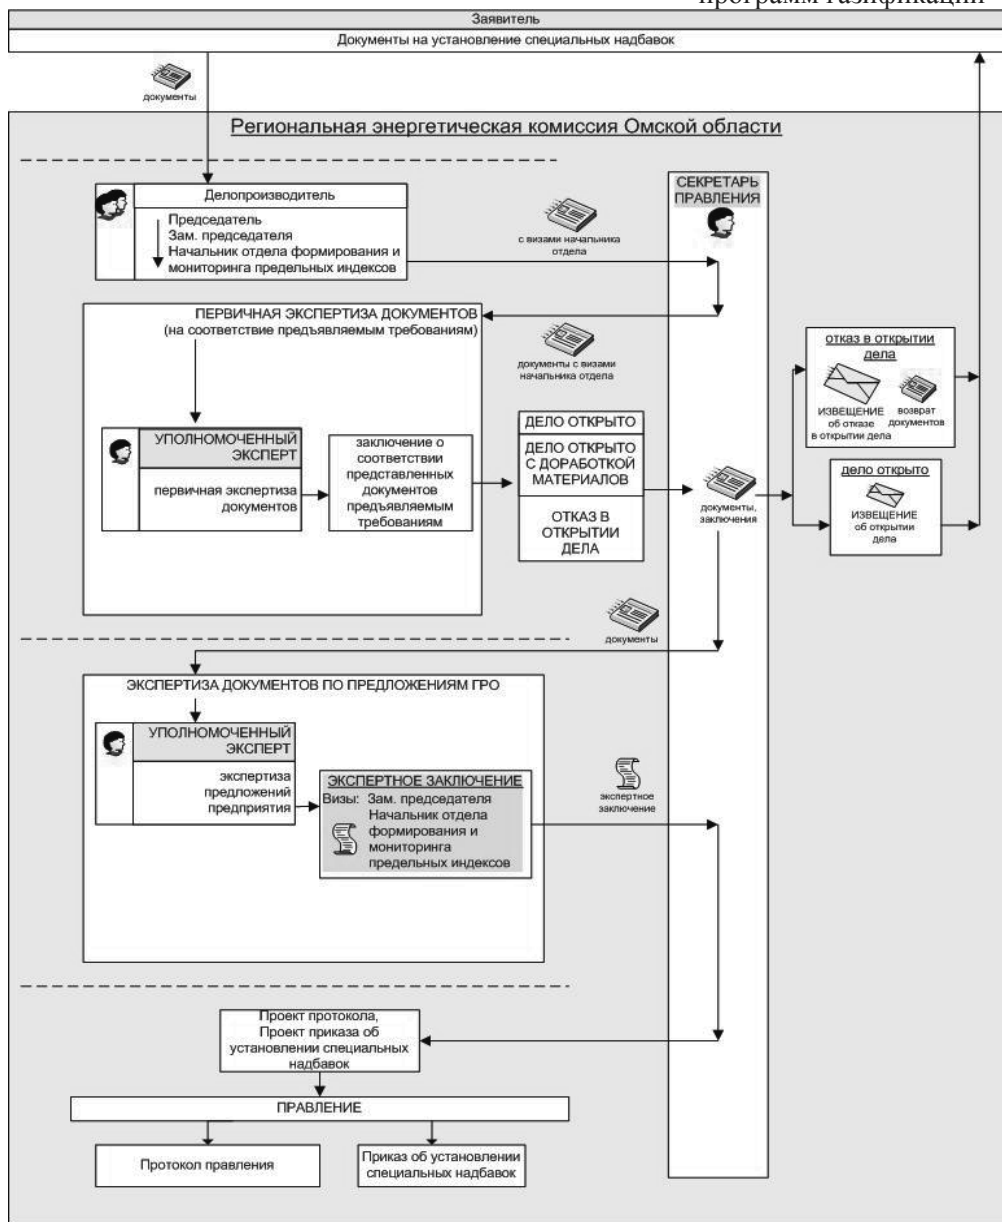 программ газификации
Заявитель
Документы на установление специальных надбавок
документы
Региональная энергетическая комиссия Омской области
Делопроизводитель
Председатель
Зам. председателя
Начальник отдела формирования и
мониторинга предельных индексов
с визами начальника
отдела
СЕКРЕТАРЬ
ПРАВЛЕНИЯ
ПЕРВИЧНАЯ ЭКСПЕРТИЗА ДОКУМЕНТОВ
(на соответствие предъявляемым требованиям)
документы с визами
начальника отдела
УПОЛНОМОЧЕННЫЙ
ЭКСПЕРТ
первичная экспертиза
документов
заключение о
соответствии
представленных
документов
предъявляемым
требованиям
ДЕЛО ОТКРЫТО
ДЕЛО ОТКРЫТО
С ДОРАБОТКОЙ
МАТЕРИАЛОВ
ОТКАЗ В
ОТКРЫТИИ
ДЕЛА
документы,
заключения
отказ в открытии
дела
ИЗВЕЩЕНИЕ
об отказе
в открытии дела
возврат
документов
дело открыто
ИЗВЕЩЕНИЕ
об открытии
дела
документы
ЭКСПЕРТИЗА ДОКУМЕНТОВ ПО ПРЕДЛОЖЕНИЯМ ГРО
УПОЛНОМОЧЕННЫЙ
ЭКСПЕРТ
экспертиза
предложений
предприятия
ЭКСПЕРТНОЕ ЗАКЛЮЧЕНИЕ
Визы: Зам. председателя
Начальник отдела
формирования и
мониторинга
предельных индексов
экспертное
заключение
Проект протокола,
Проект приказа об
установлении специальных
надбавок
ПРАВЛЕНИЕ
Протокол правления
Приказ об установлении
специальных надбавок